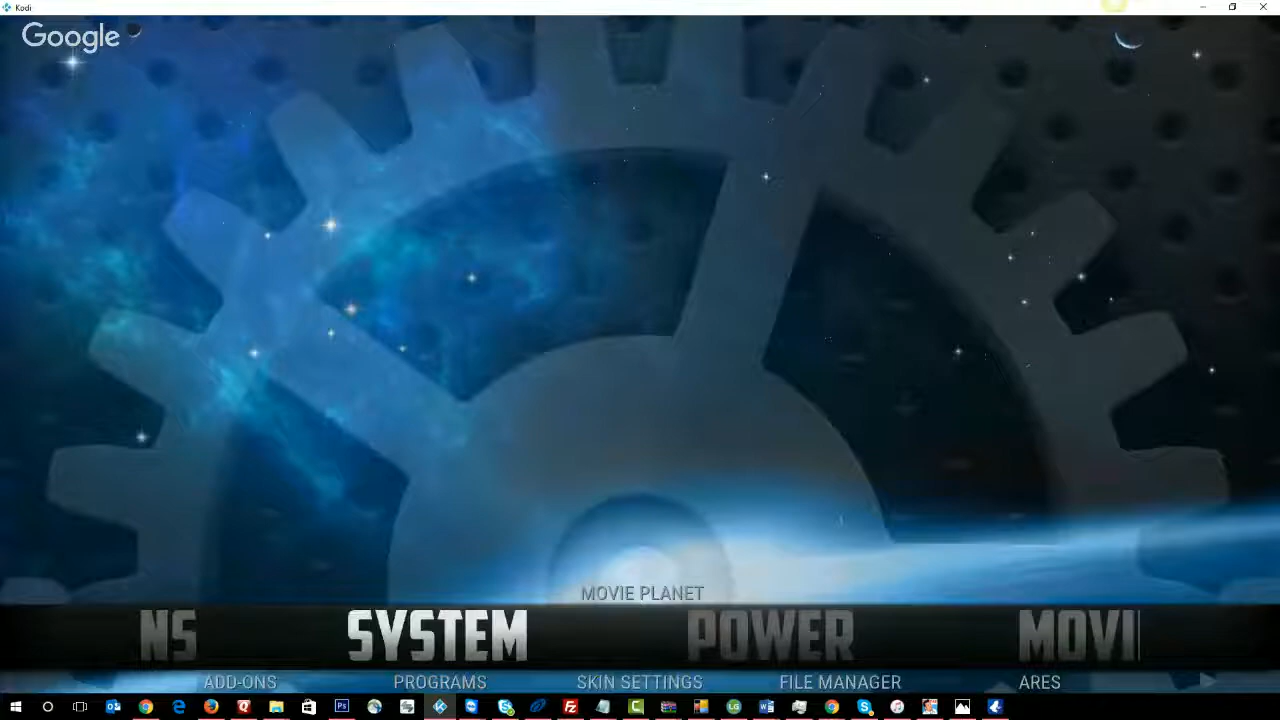 Kodi
Google
MOVIE PLANET
NS SYSTEM POWER MOVI
ADD-ONS PROGRAMS SKIN SETTINGS FILE MANAGER ARES